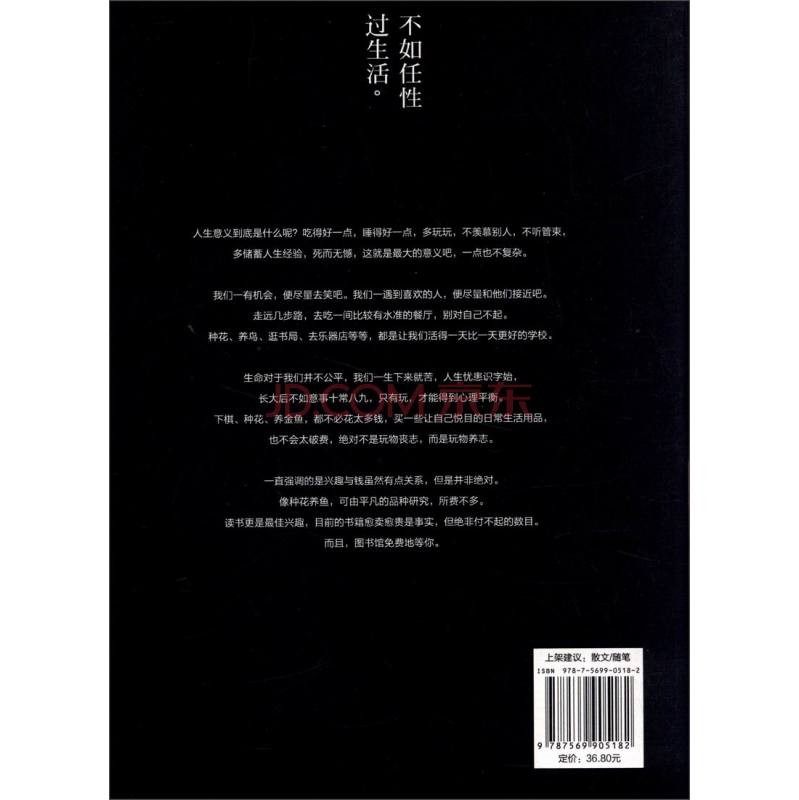 不如任性
过生活。
人生意义到底是什么呢？吃得好一点，睡得好一点，多玩玩，不羡慕别人，不听管束，
多储蓄人生经验，死而无憾，这就是最大的意义吧，一点也不复杂。
我们一有机会，便尽量去笑吧。我们一遇到喜欢的人，便尽量和他们接近吧。
走远几步路，去吃一间比较有水准的餐厅，别对自己不起。
种花、养鸟、逛书局、去乐器店等等，都是让我们活得一天比一天更好的学校。
生命对于我们并不公平，我们一生下来就苦，人生忧患识字始，
长大后不如意事十常八九，只有玩，才能得到心理平衡。
JD.COM 京东
下棋、种花、养金鱼，都不必花太多钱，买一些让自己悦目的日常生活用品，
也不会太破费，绝对不是玩物丧志，而是玩物养志。
一直强调的是兴趣与钱虽然有点关系，但是并非绝对。
像种花养鱼，可由平凡的品种研究，所费不多。
读书更是最佳兴趣，目前的书籍愈卖愈贵是事实，但绝非付不起的数目。
而且，图书馆免费地等你。
上架建议：散文/随笔
ISBN 978-7-5699-0518-2
9 787569 905182
定价：36.80元